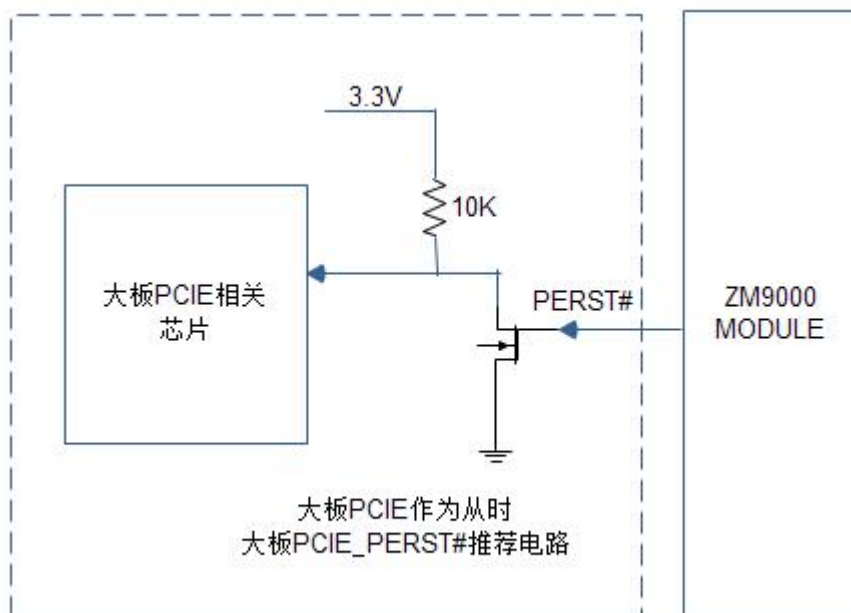 3.3V
10K
大板PCIE相关
芯片
PERST#
ZM9000
MODULE
大板PCIE作为从时
大板PCIE_PERST#推荐电路